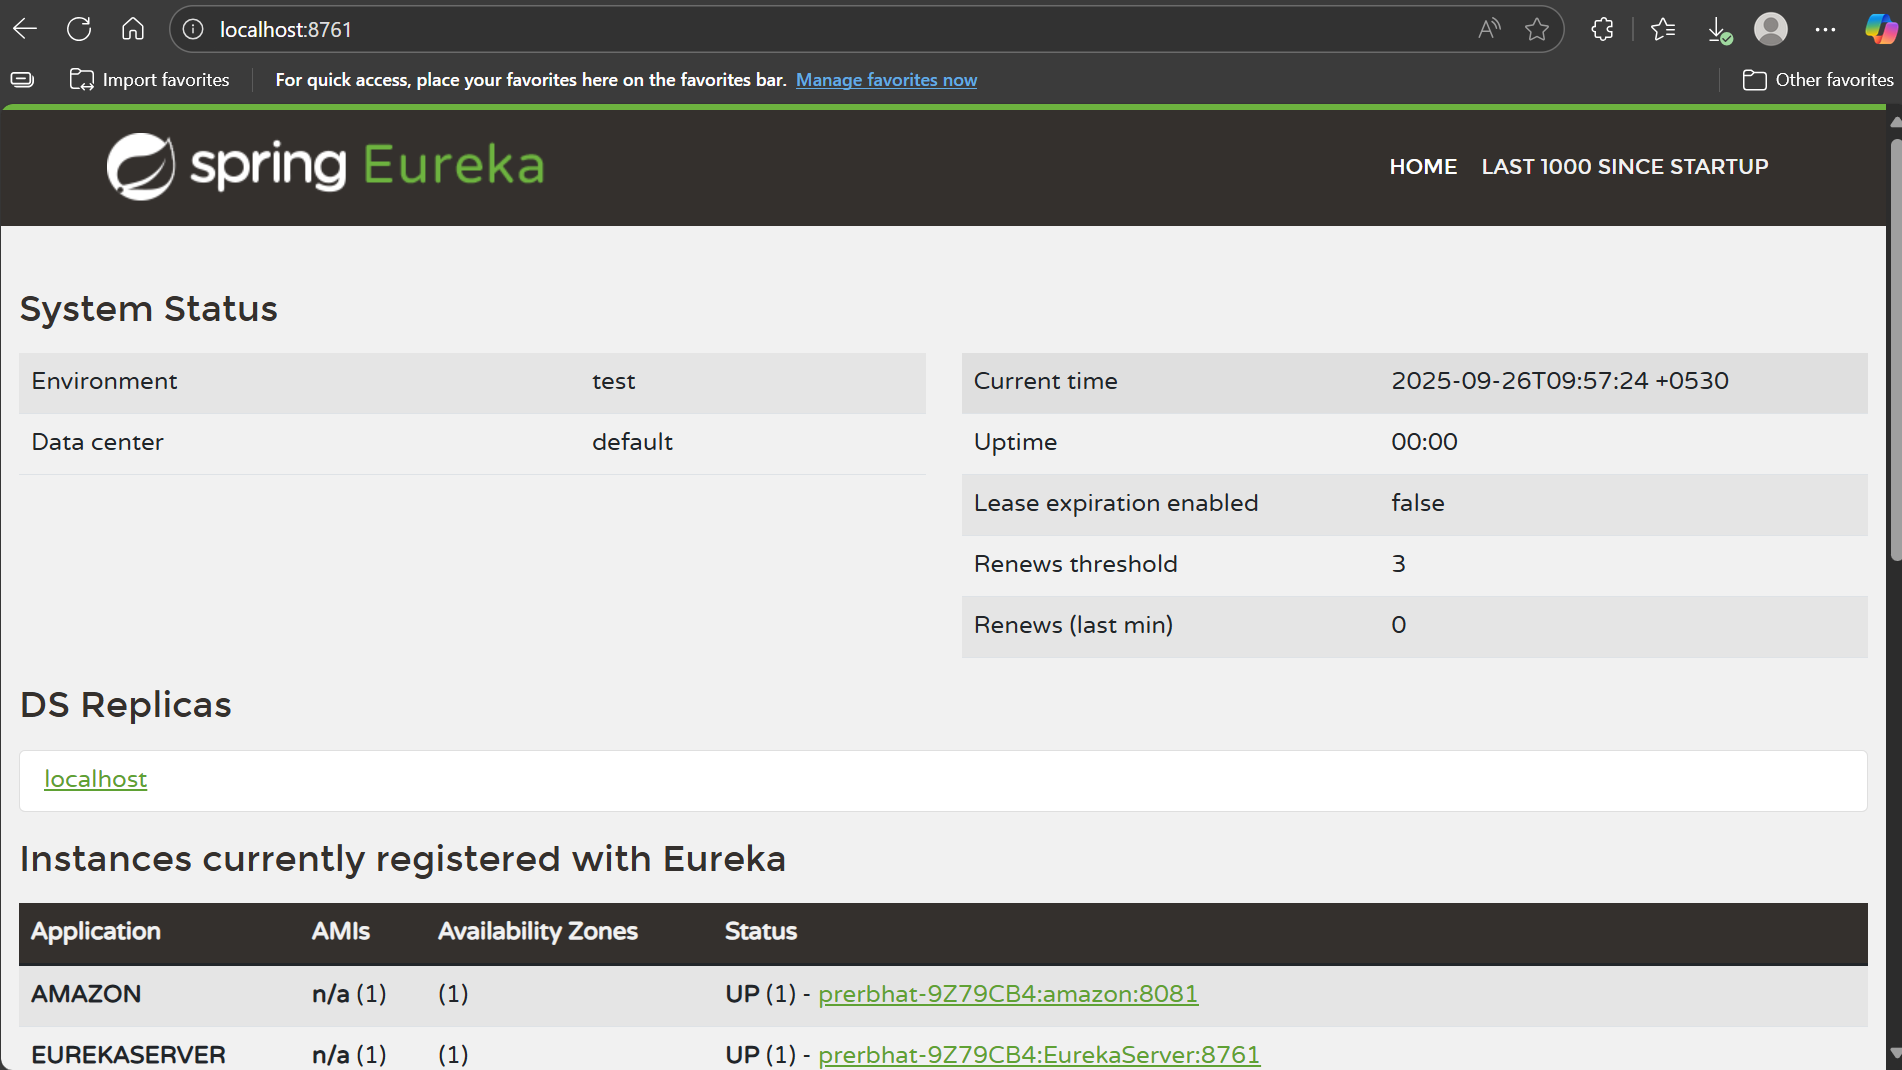 localhost:8761
Import favorites For quick access, place your favorites here on the favorites bar. Manage favorites now Other favorites
spring Eureka
HOME LAST 1000 SINCE STARTUP
System Status
Environment test
Data center default
Current time 2025-09-26T09:57:24 +0530
Uptime 00:00
Lease expiration enabled false
Renews threshold 3
Renews (last min) 0
DS Replicas
localhost
Instances currently registered with Eureka
Application AMIs Availability Zones Status
AMAZON n/a (1) (1) UP (1) - prerbhat-9Z79CB4:amazon:8081
EUREKASERVER n/a (1) (1) UP (1) - prerbhat-9Z79CB4:EurekaServer:8761